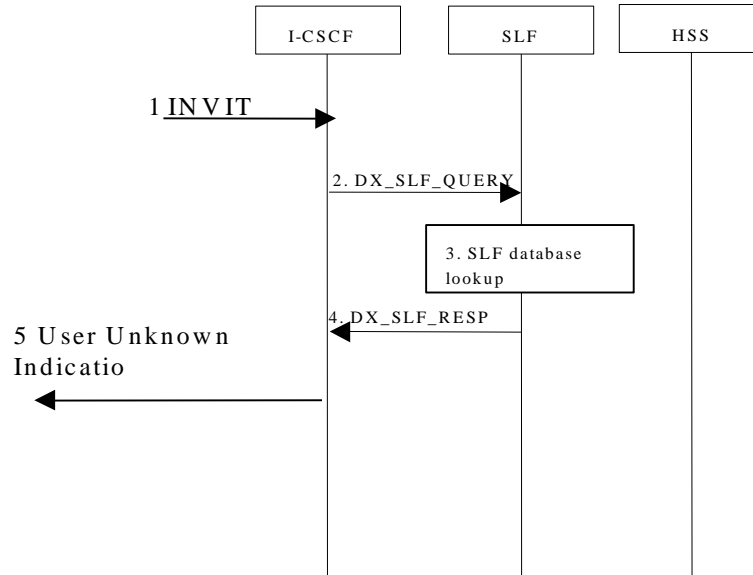 I-CSCF
SLF
HSS
1 INVIT
2. DX_SLF_QUERY
3. SLF database
lookup
4. DX_SLF_RESP
5 User Unknown
Indicatio